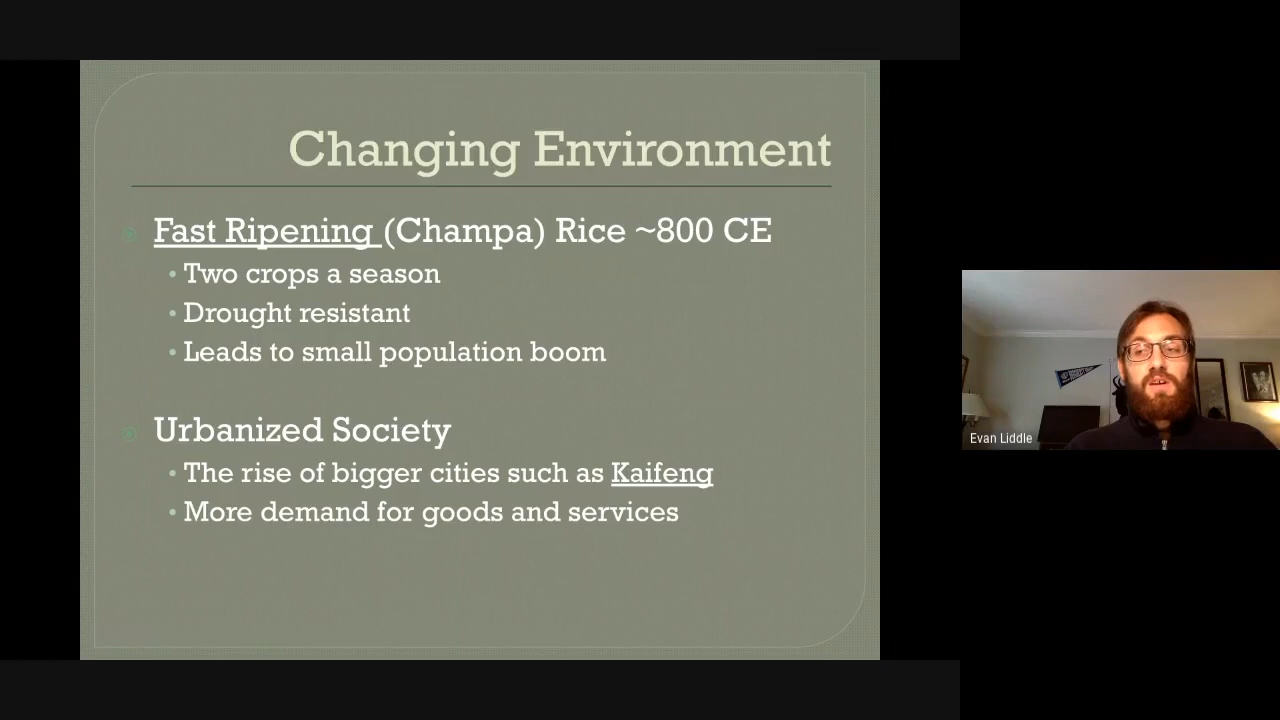 Changing Environment
Fast Ripening (Champa) Rice ~800 CE
Two crops a season
Drought resistant
Leads to small population boom
Urbanized Society
The rise of bigger cities such as Kaifeng
More demand for goods and services
Evan Liddle